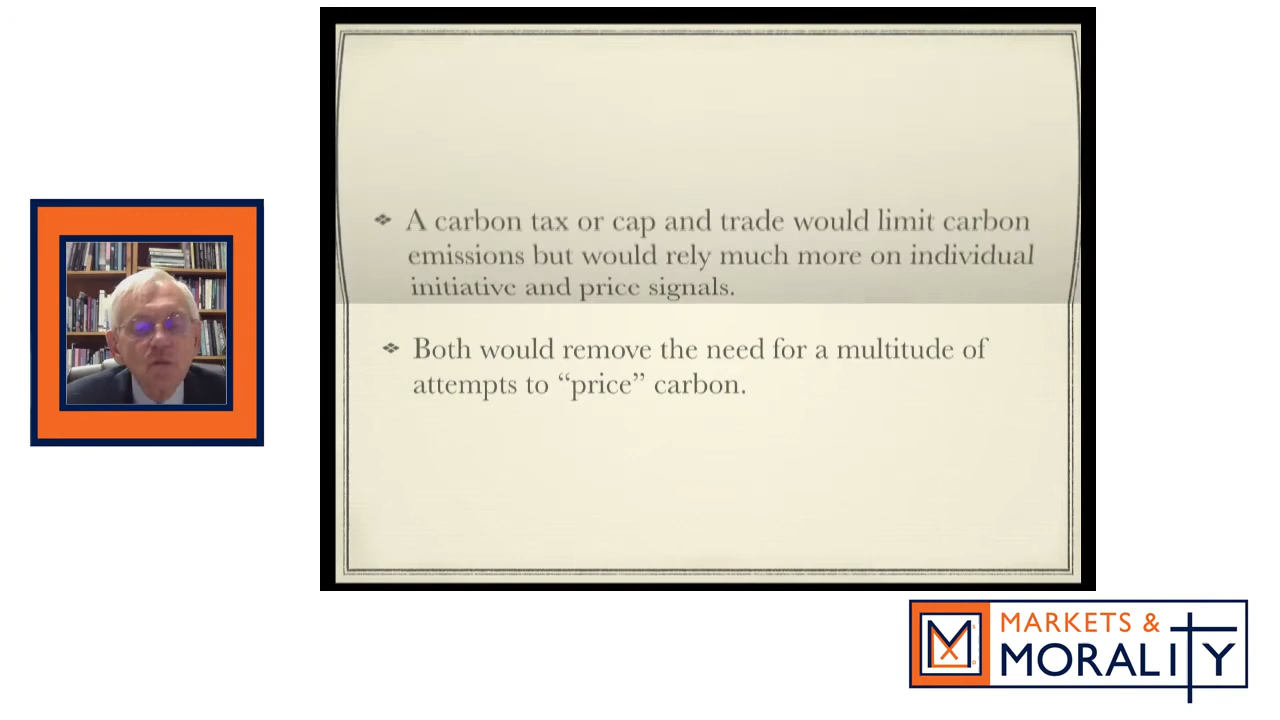 A carbon tax or cap and trade would limit carbon
emissions but would rely much more on individual
initiative and price signals.
Both would remove the need for a multitude of
attempts to “price” carbon.
MARKETS &
MORALITY